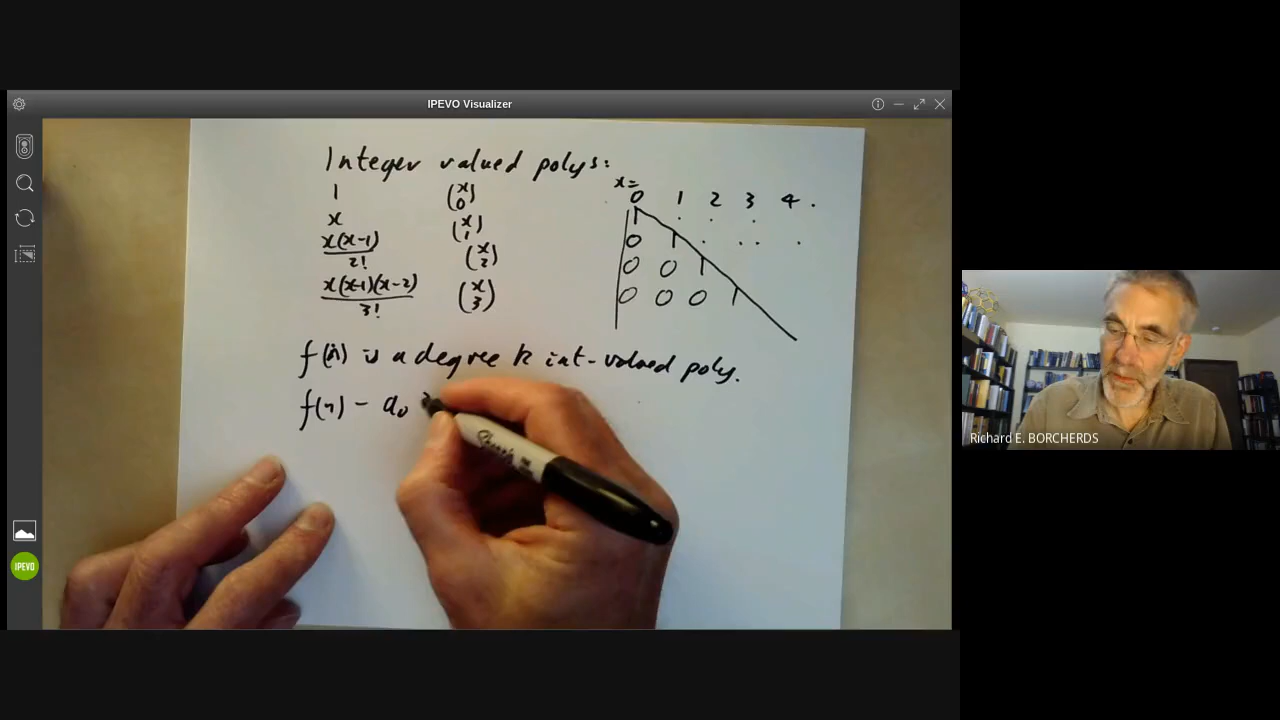 IPEVO Visualizer
Integer valued polys:
1 (x 0)
x (x 1)
x(x-1)/2! (x 2)
x(x-1)(x-2)/3! (x 3)
x=
0 1 2 3 4 .
1 . . .
0 1 . . . .
0 0 1
0 0 0 1
f(n) is a degree k int-valued poly.
f(n) - a0
IPEVO
Richard E. BORCHERDS